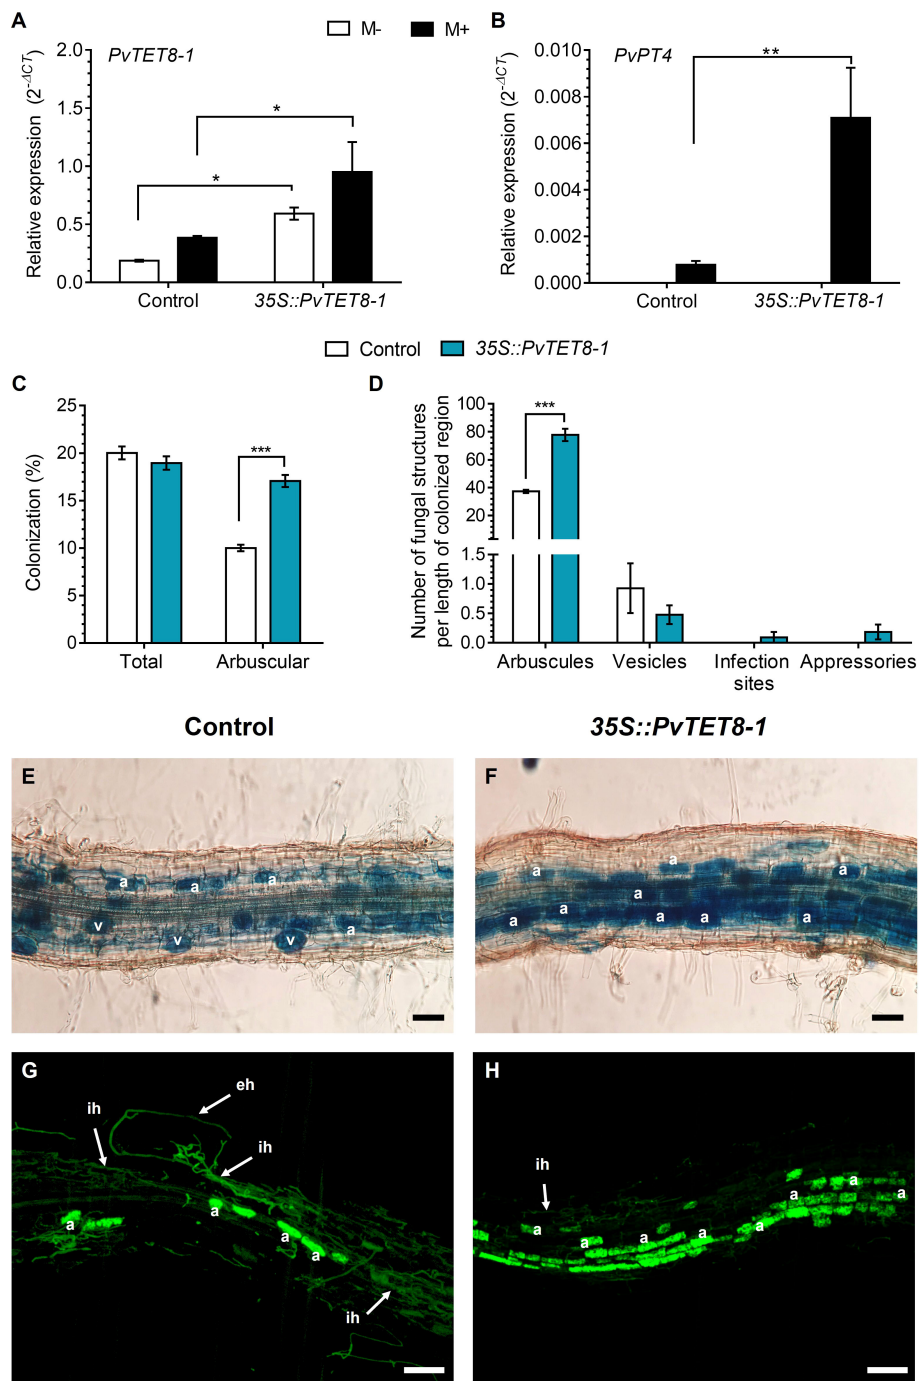 A
M-
M+
B
PvTET8-1
Relative expression (2^-ΔCT)
2.0
1.5
1.0
0.5
0.0
*
*
Control
35S::PvTET8-1
PvPT4
Relative expression (2^-ΔCT)
0.010
0.008
0.006
0.004
0.002
0.000
**
Control
35S::PvTET8-1
Control
35S::PvTET8-1
C
Colonization (%)
25
20
15
10
5
0
***
Total
Arbuscular
D
Number of fungal structures
per length of colonized region
100
80
60
40
20
1.5
1.0
0.5
0.0
***
Arbuscules
Vesicles
Infection
sites
Appressories
Control
35S::PvTET8-1
E
a
a
a
v
v
v
a
F
a
a
a
a
a
a
a
a
G
eh
ih
ih
a
a
a
a
ih
H
ih
a
a
a
a
a
a
a
a